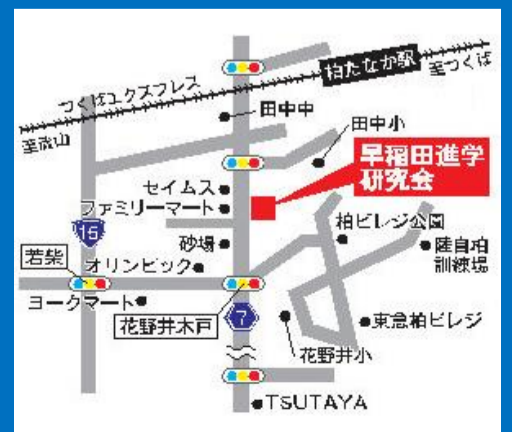 柏たなか駅
至つくば
つくばエクスプレス
至流山
田中中
田中小
早稲田進学
研究会
セイムス
ファミリーマート
16
砂場
柏ビレジ公園
若柴
オリンピック
陸自柏
訓練場
ヨークマート
花野井木戸
7
東急柏ビレジ
花野井小
TSUTAYA